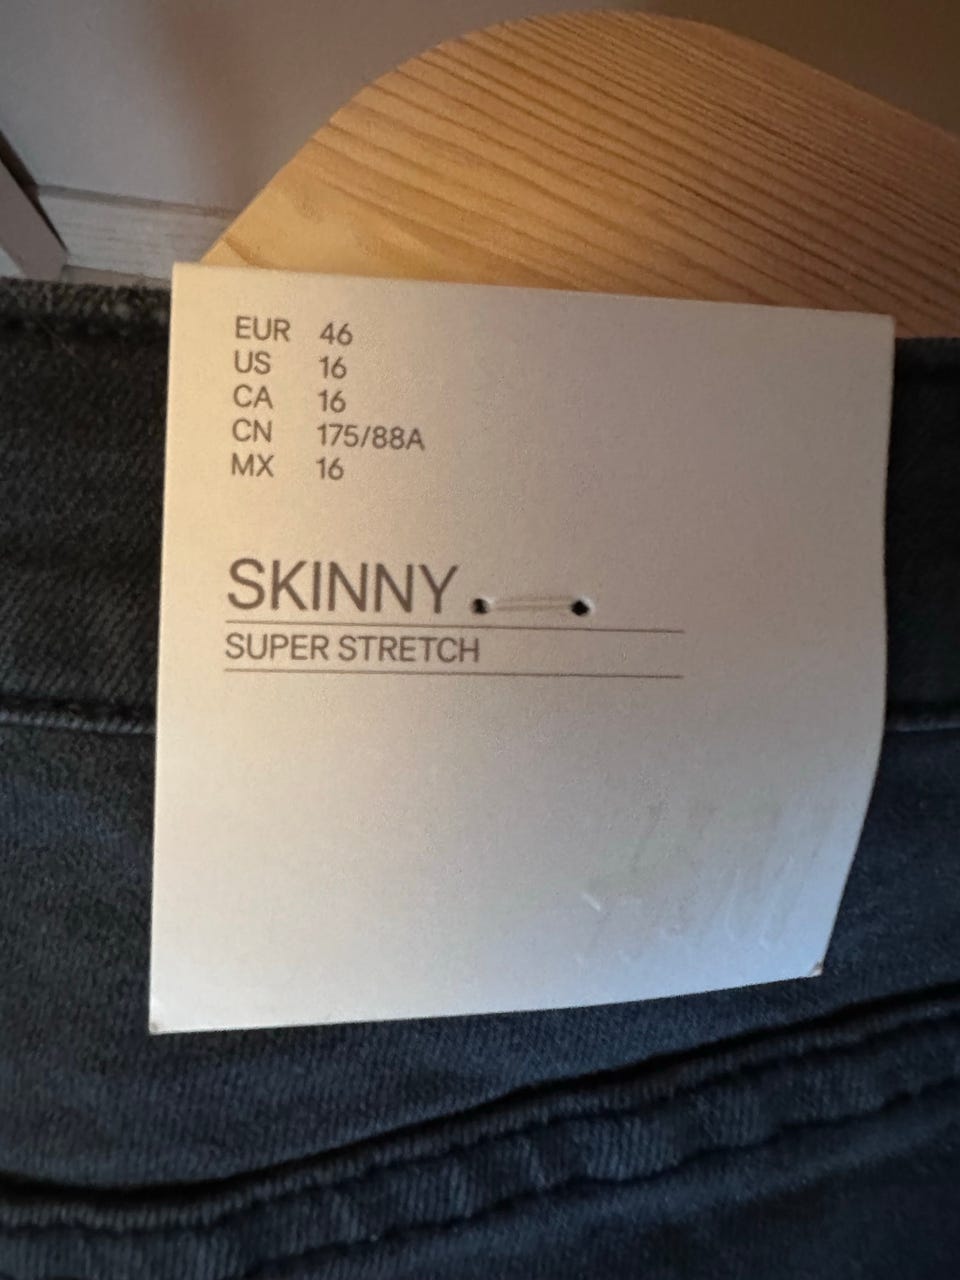 EUR 46
US 16
CA 16
CN 175/88A
MX 16
SKINNY
SUPER STRETCH